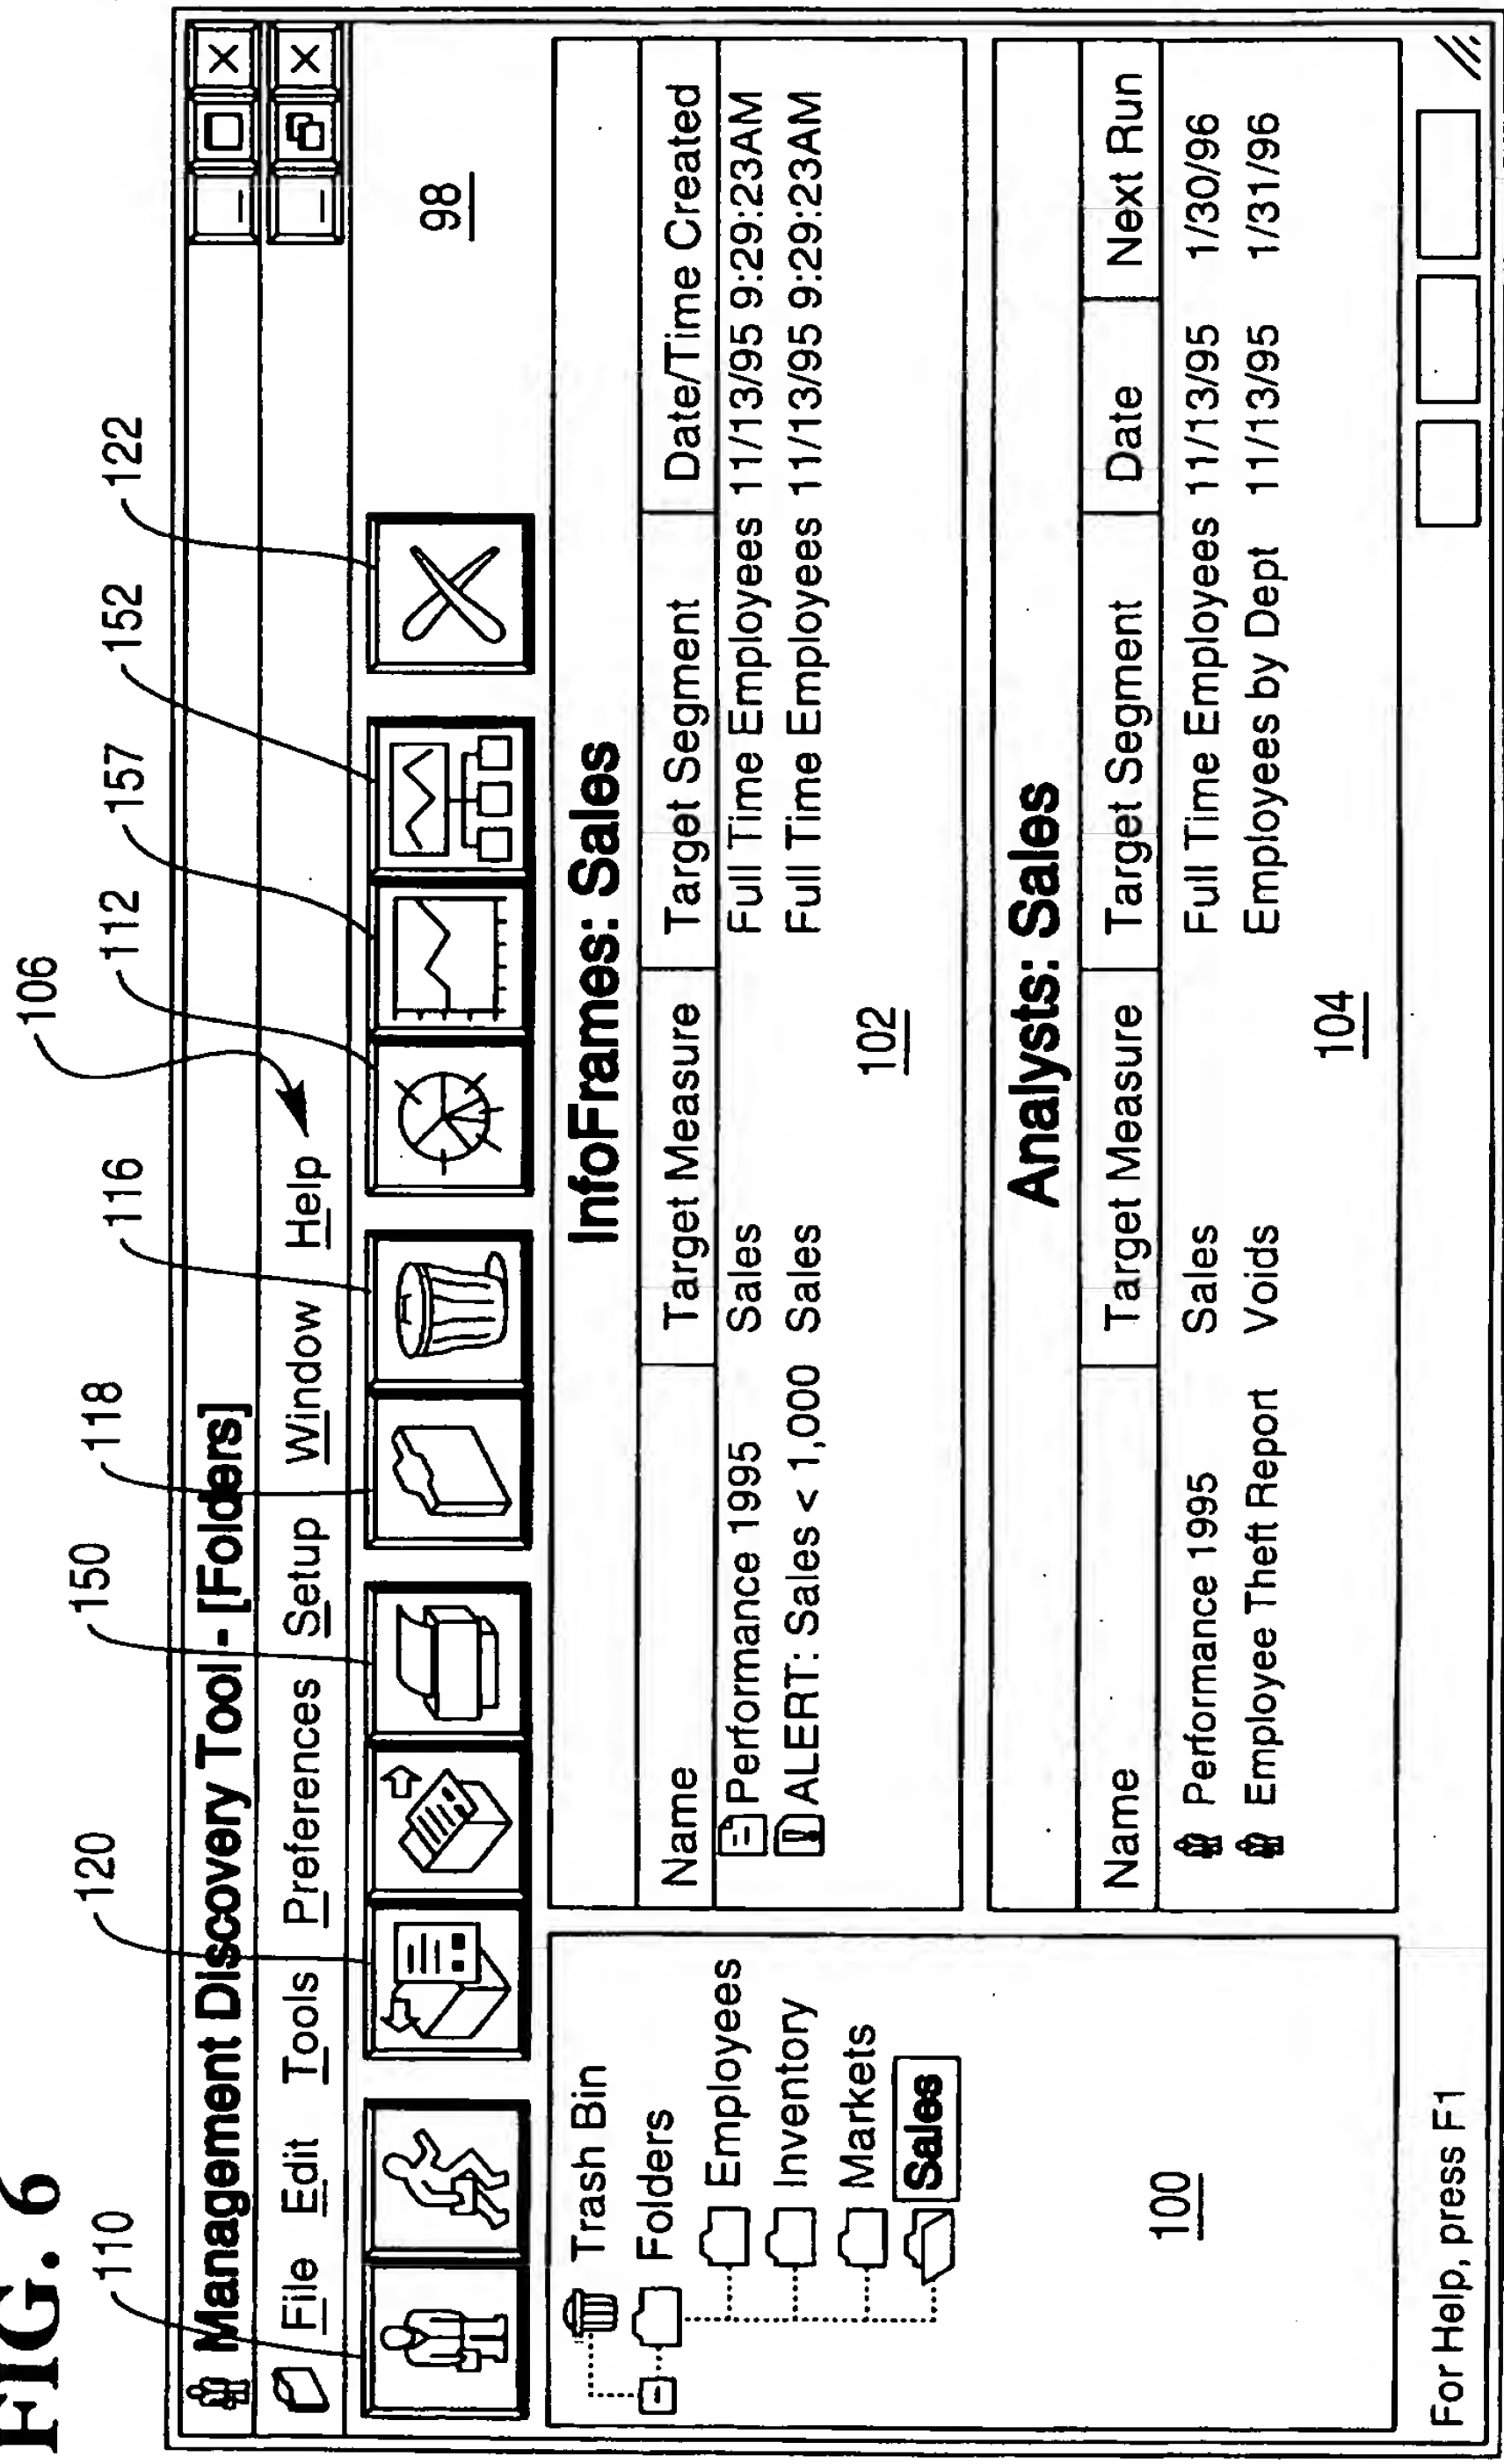 FIG. 6
110
120
150
118
116
106
112
157
152
122
Management Discovery Tool - [Folders]
File Edit Tools Preferences Setup Window Help
98
Trash Bin
Folders
Employees
Inventory
Markets
Sales
100
InfoFrames: Sales
Name Target Measure Target Segment Date/Time Created
Performance 1995 Sales Full Time Employees 11/13/95 9:29:23AM
ALERT: Sales < 1,000 Sales Full Time Employees 11/13/95 9:29:23AM
102
Analysts: Sales
Name Target Measure Target Segment Date Next Run
Performance 1995 Sales Full Time Employees 11/13/95 1/30/96
Employee Theft Report Voids Employees by Dept 11/13/95 1/31/96
104
For Help, press F1